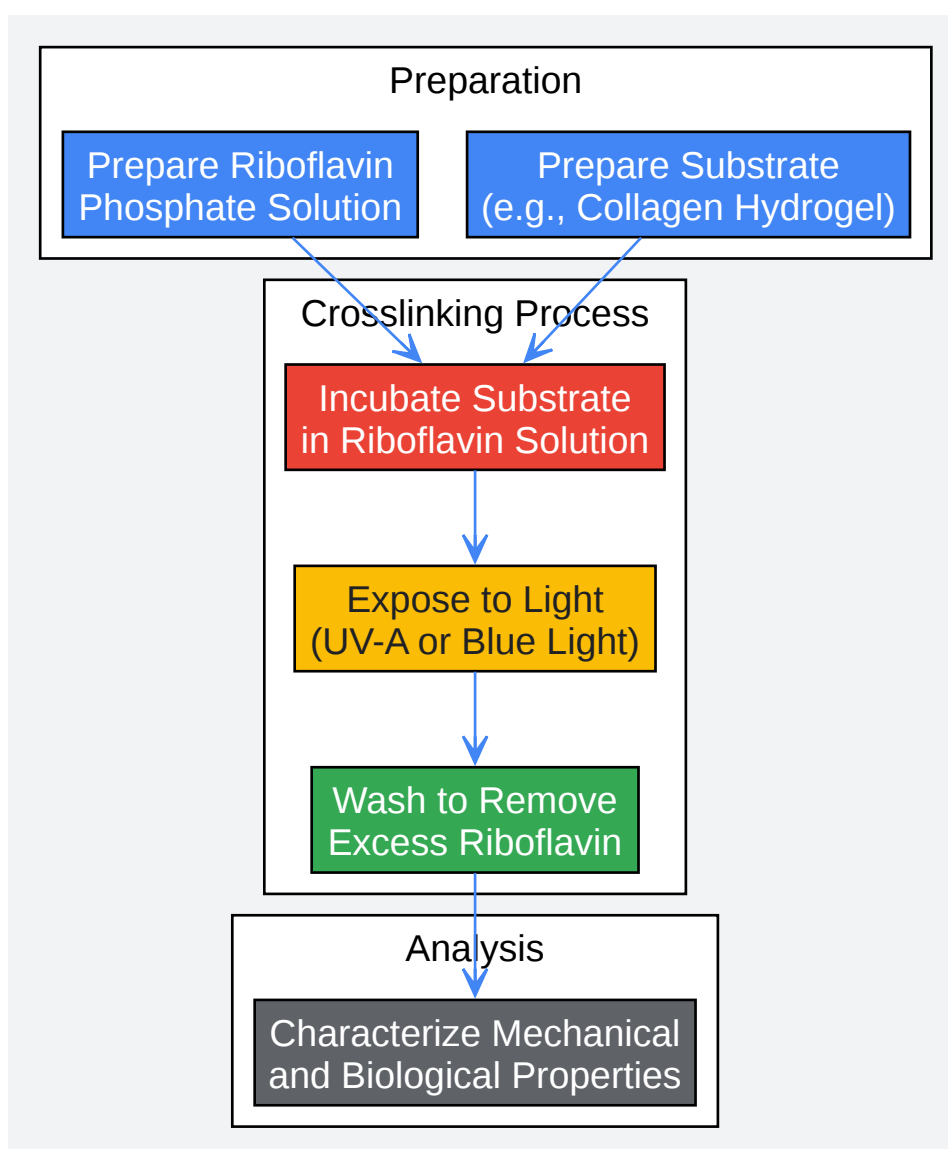 Preparation
Prepare Riboflavin
Phosphate Solution
Prepare Substrate
(e.g., Collagen Hydrogel)
Crosslinking Process
Incubate Substrate
in Riboflavin Solution
Expose to Light
(UV-A or Blue Light)
Wash to Remove
Excess Riboflavin
Analysis
Characterize Mechanical
and Biological Properties